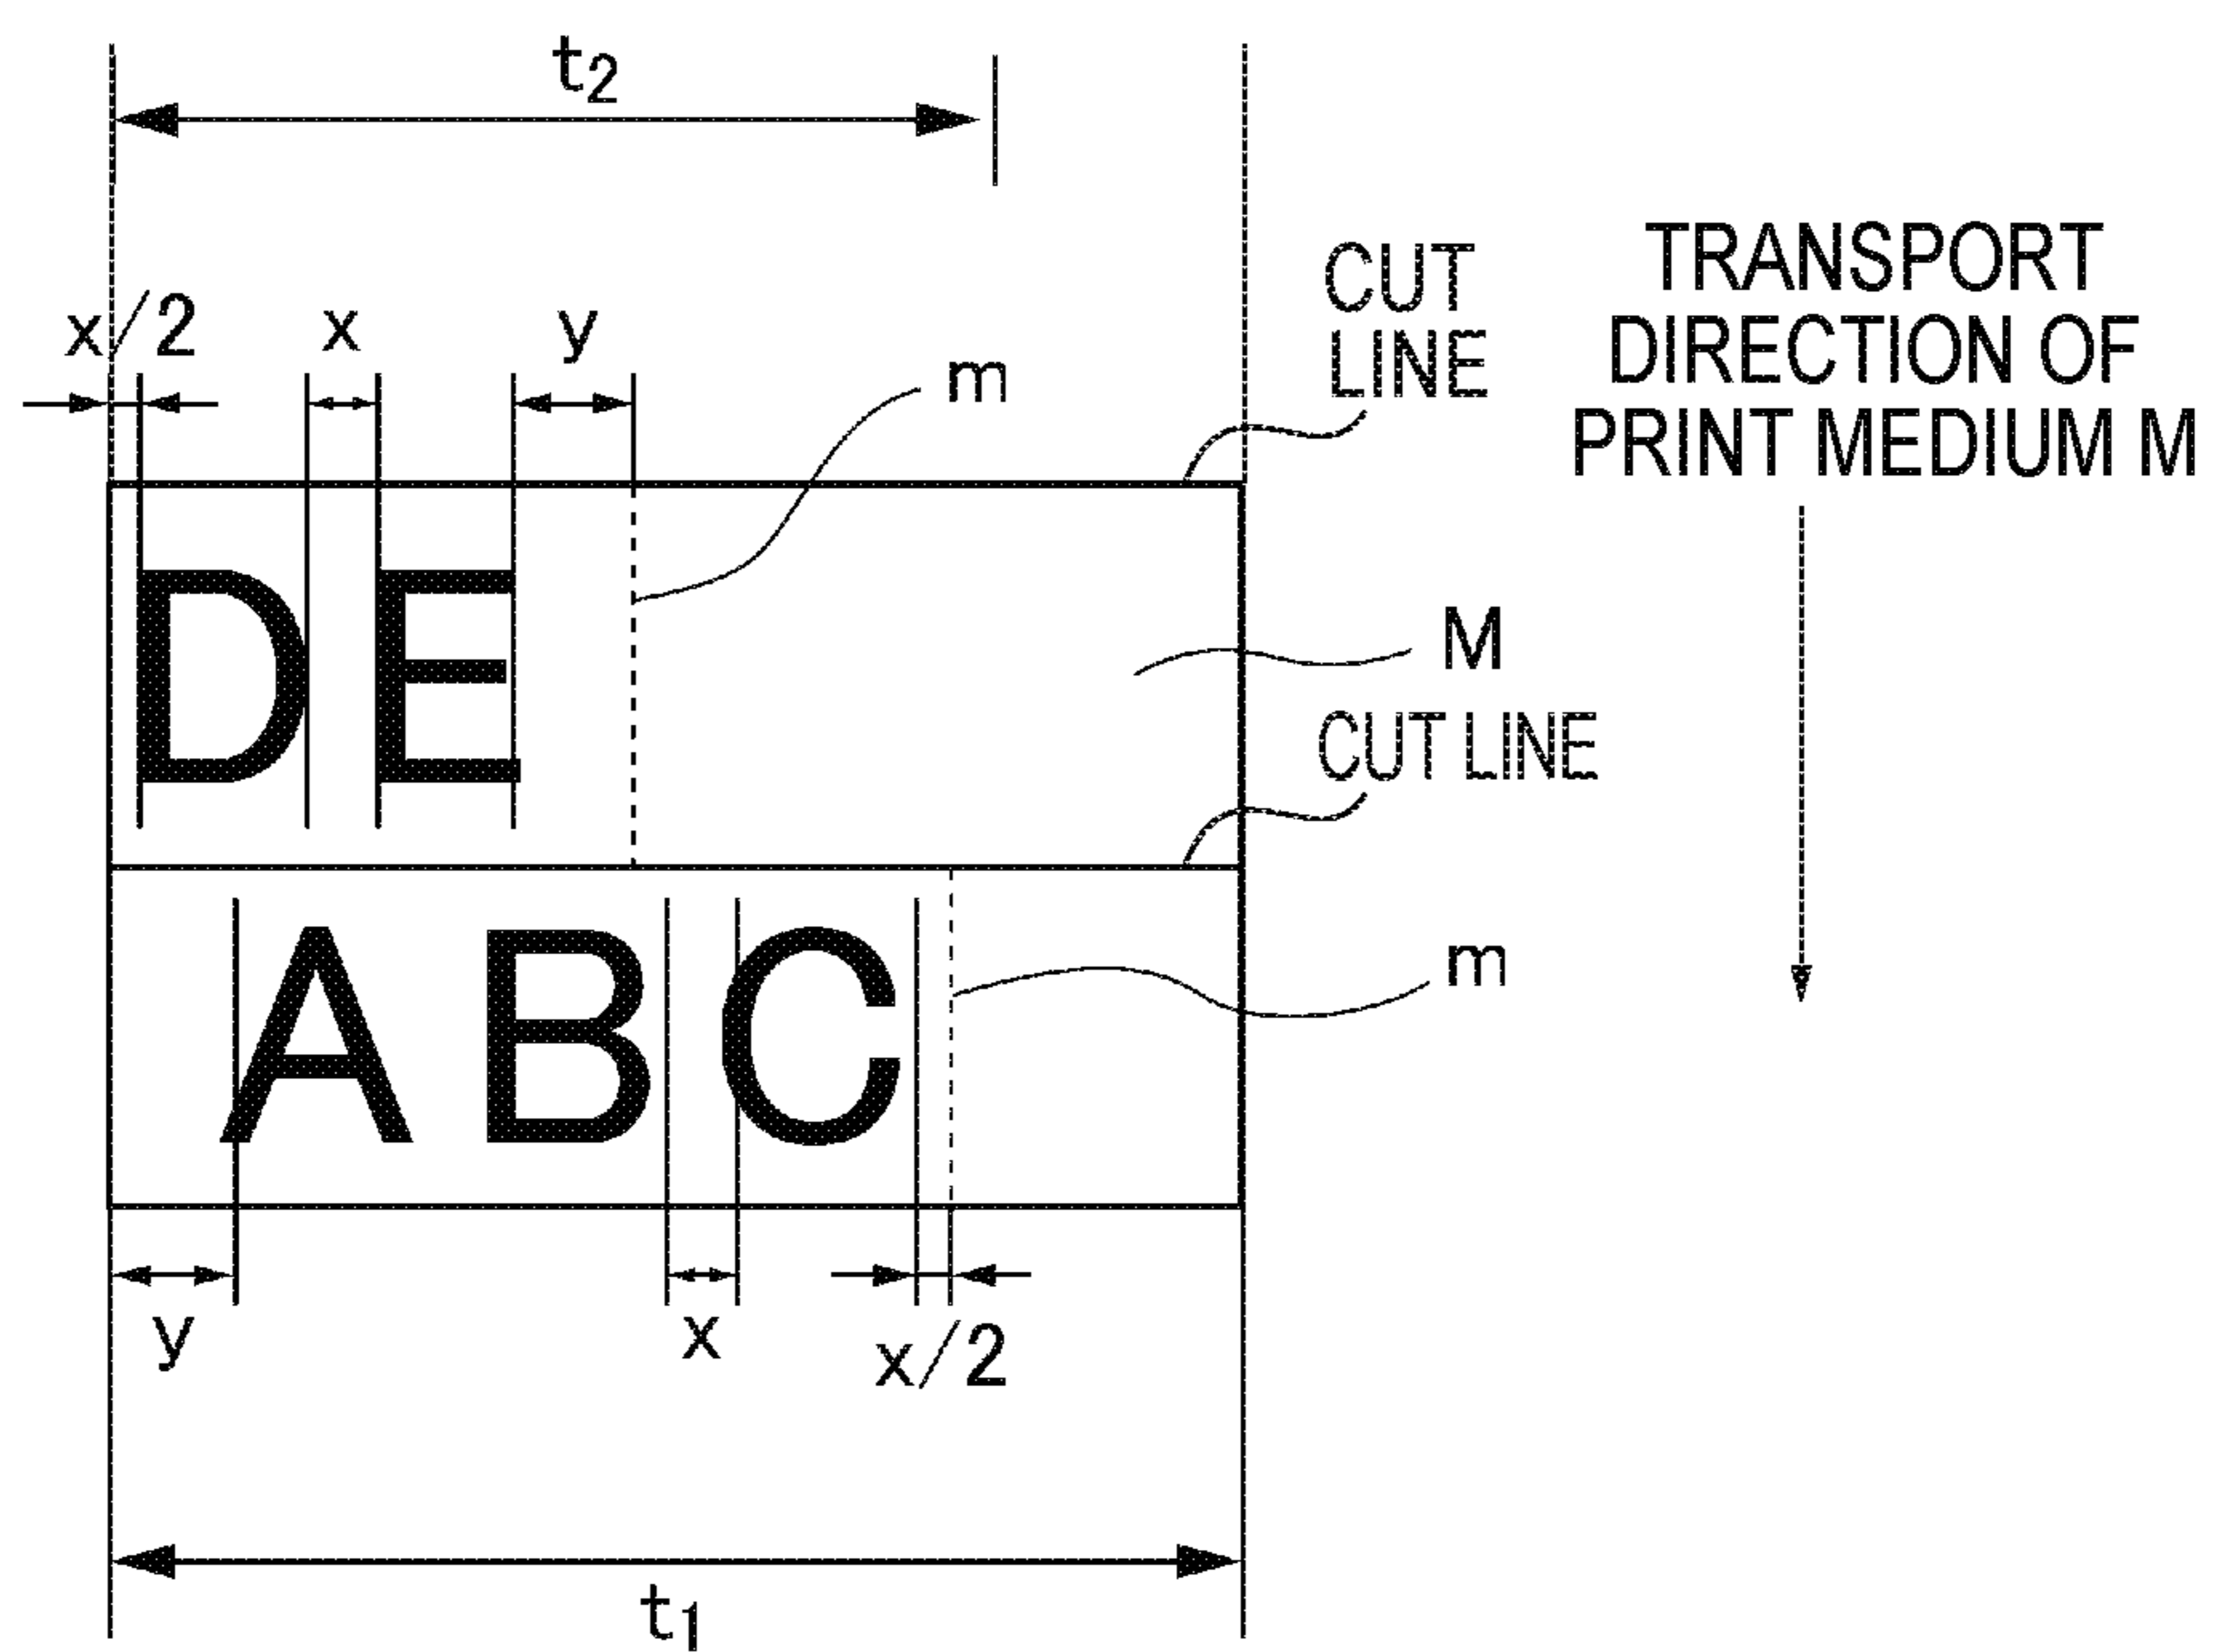 t2
x/2
x
y
m
CUT
LINE
TRANSPORT
DIRECTION OF
PRINT MEDIUM M
DE
M
CUT LINE
ABC
m
y
x
x/2
t1